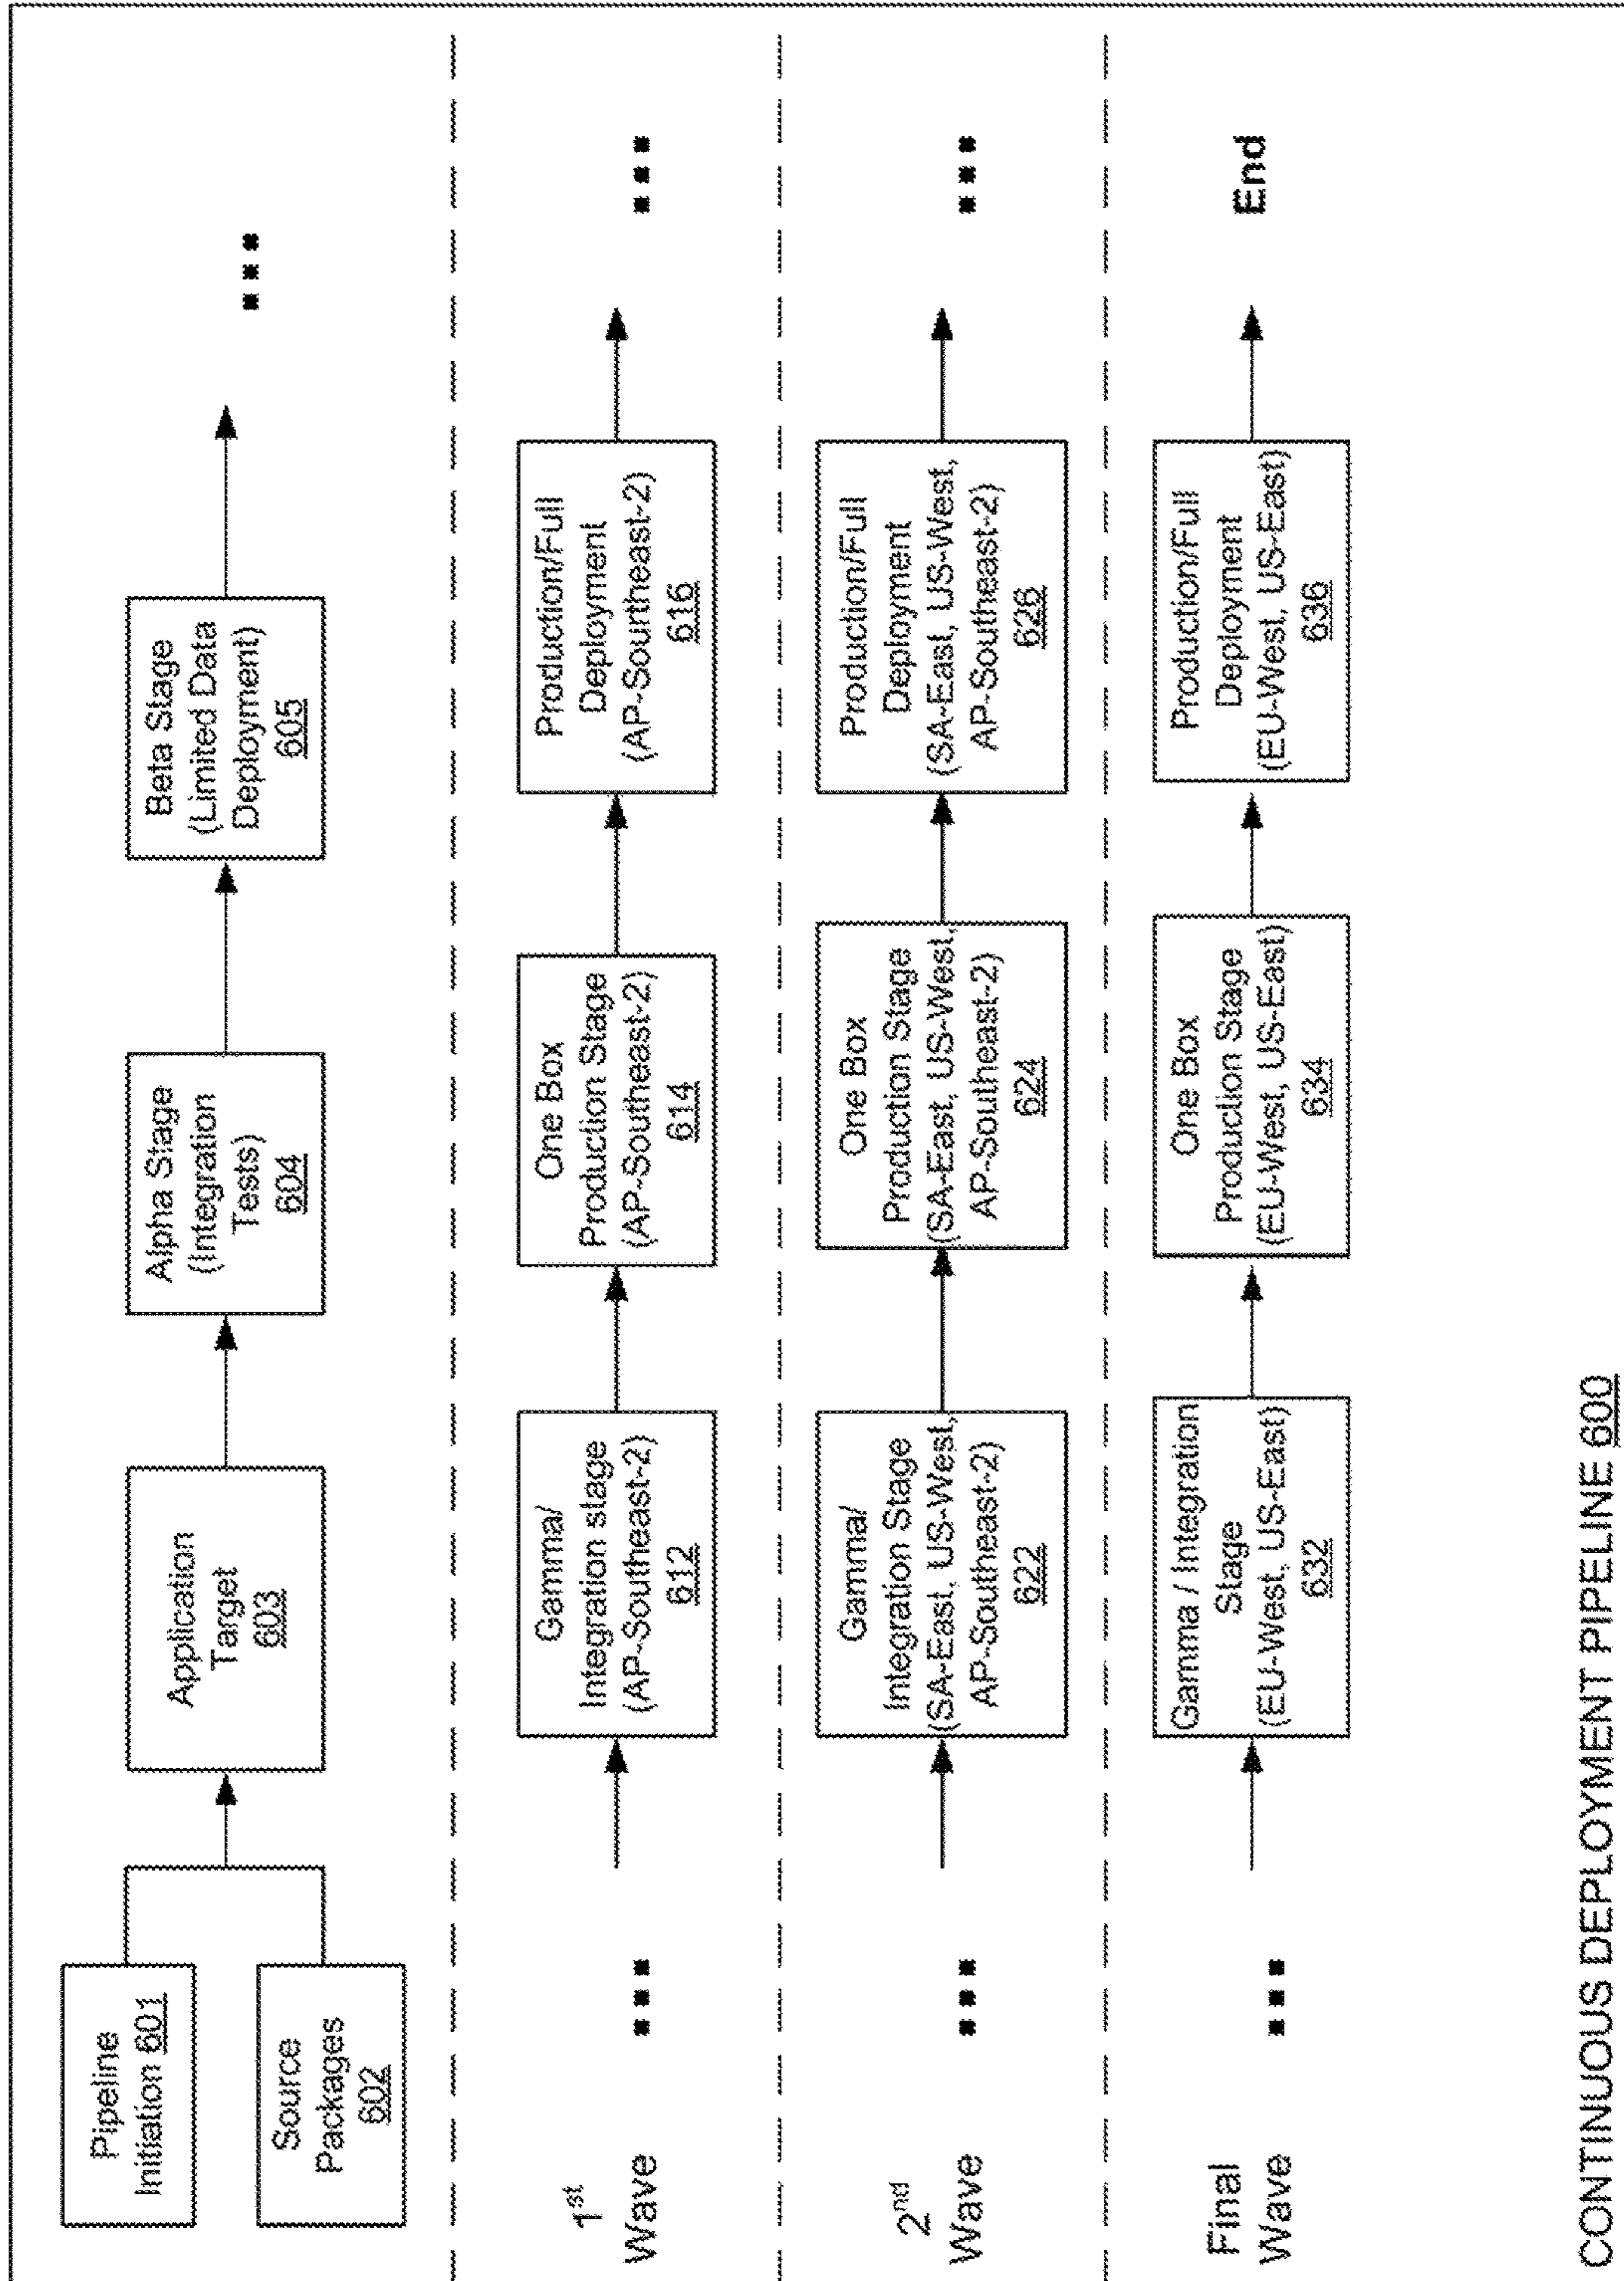 Pipeline
Initiation 601
Source
Packages
602
Application
Target
603
Alpha Stage
(Integration
Tests)
604
Beta Stage
(Limited Data
Deployment)
605
1st
Wave
Gamma/
Integration stage
(AP-Southeast-2)
612
One Box
Production Stage
(AP-Southeast-2)
614
Production/Full
Deployment
(AP-Sourtheast-2)
616
2nd
Wave
Gamma/
Integration Stage
(SA-East, US-West,
AP-Southeast-2)
622
One Box
Production Stage
(SA-East, US-West,
AP-Southeast-2)
624
Production/Full
Deployment
(SA-East, US-West,
AP-Southeast-2)
626
Final
Wave
Gamma / Integration
Stage
(EU-West, US-East)
632
One Box
Production Stage
(EU-West, US-East)
634
Production/Full
Deployment
(EU-West, US-East)
636
End
CONTINUOUS DEPLOYMENT PIPELINE 600